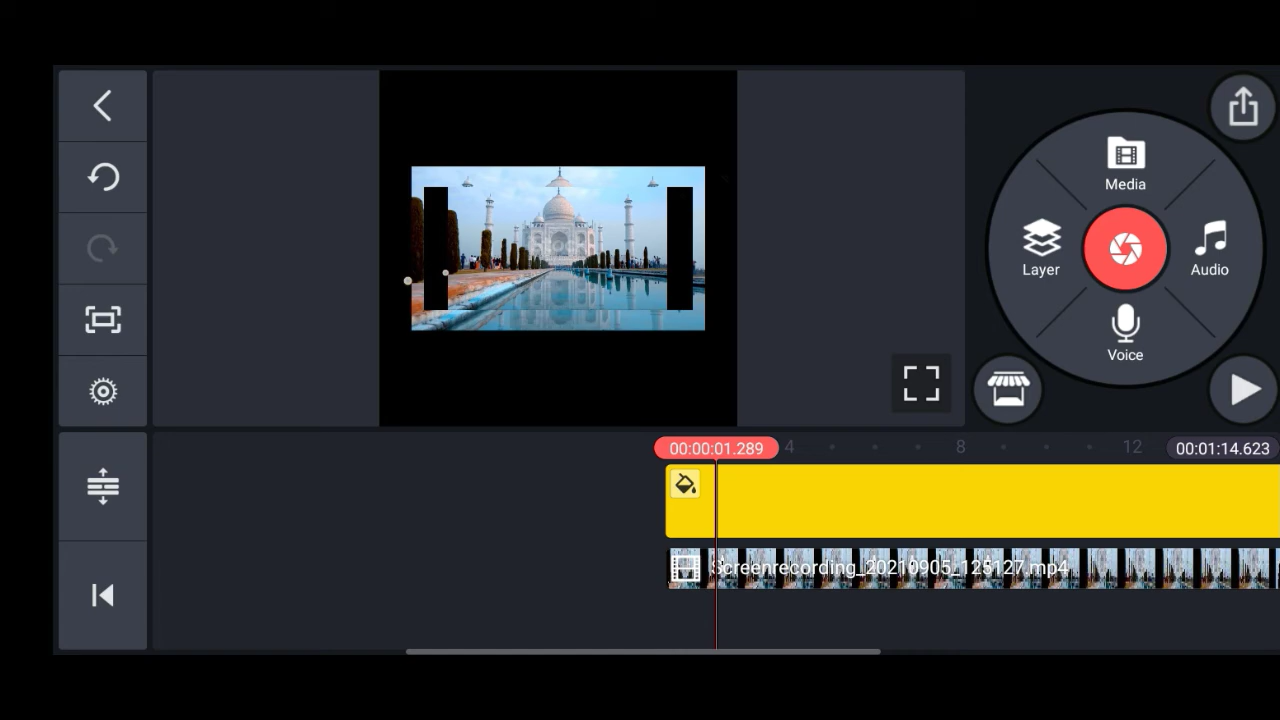 Media
Layer
Audio
Voice
00:00:01.289
4
8
12
00:01:14.623
Screenrecording_20210905_125127.mp4